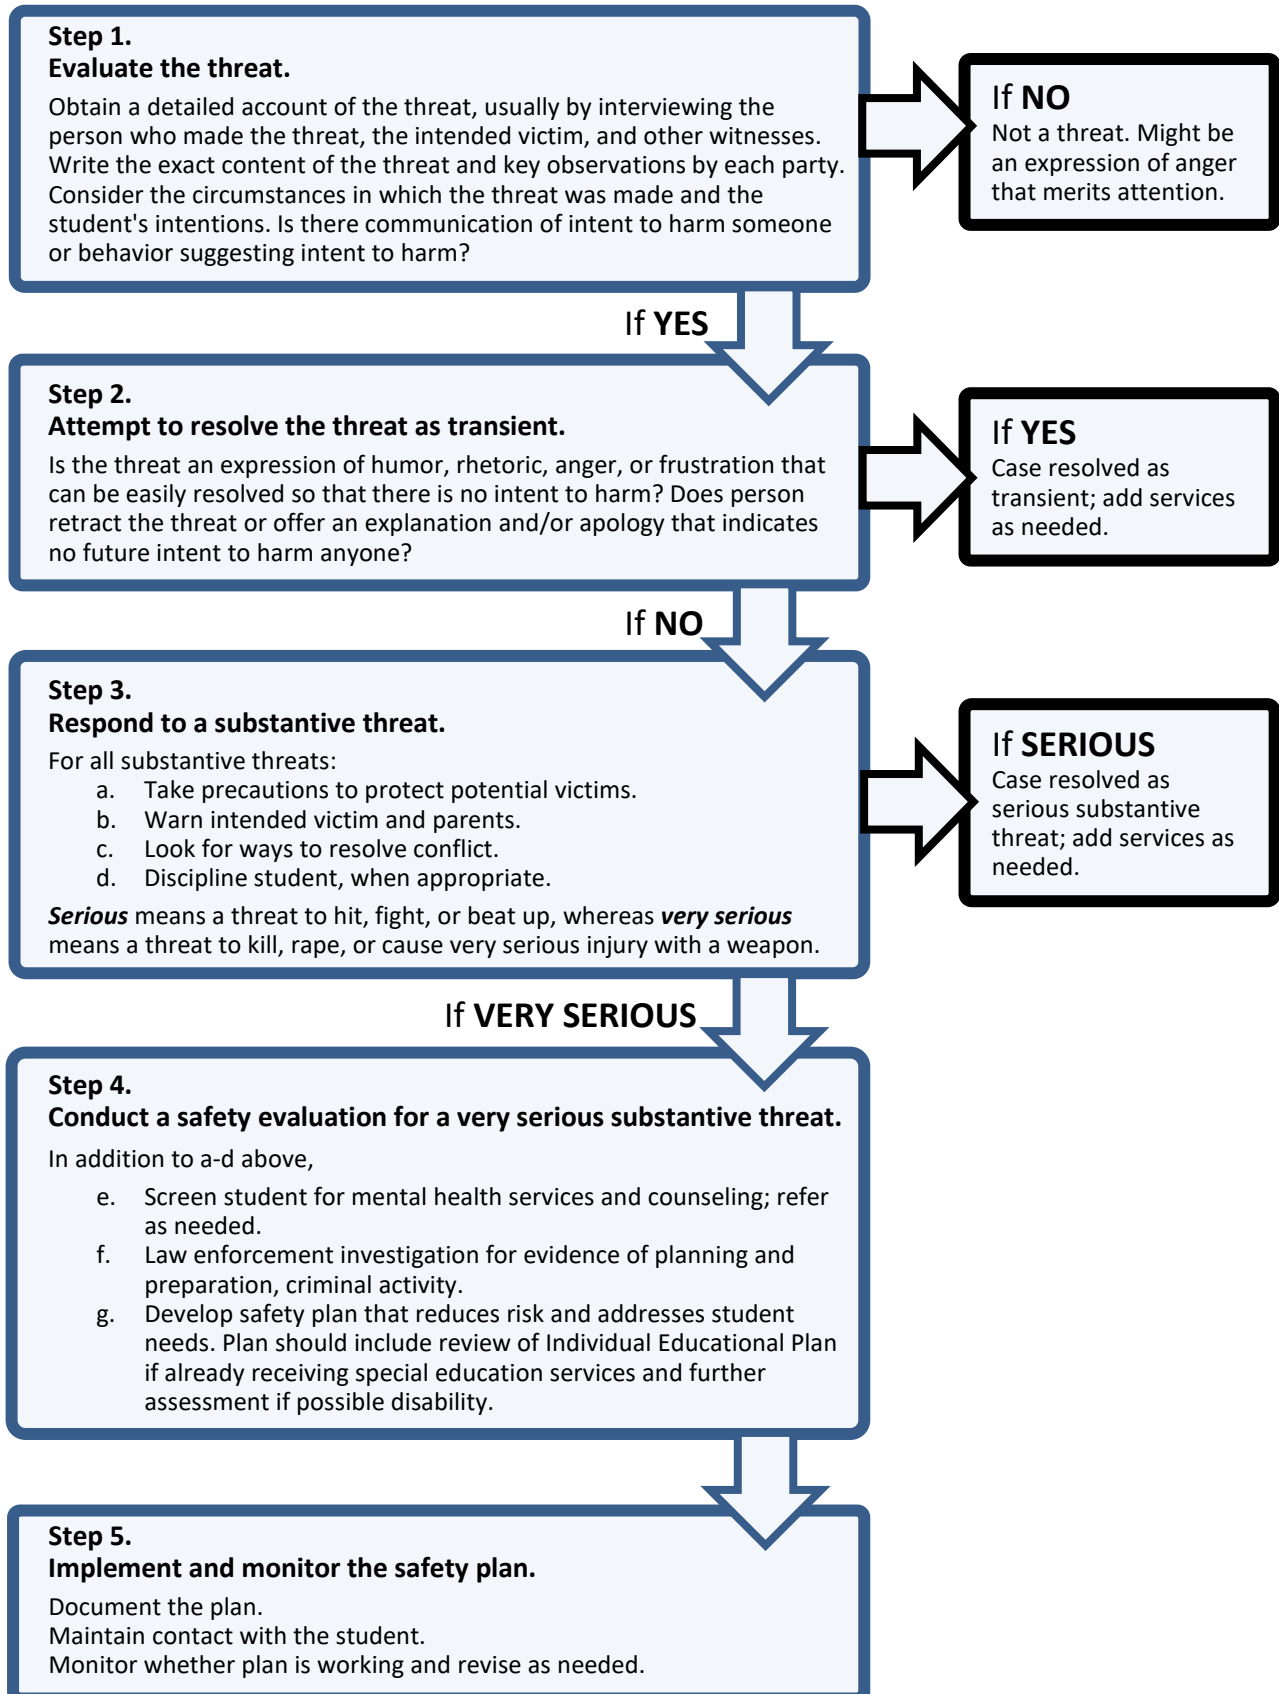 Step 1.
Evaluate the threat.
Obtain a detailed account of the threat, usually by interviewing the
person who made the threat, the intended victim, and other witnesses.
Write the exact content of the threat and key observations by each party.
Consider the circumstances in which the threat was made and the
student's intentions. Is there communication of intent to harm someone
or behavior suggesting intent to harm?
If NO
Not a threat. Might be
an expression of anger
that merits attention.
If YES
Step 2.
Attempt to resolve the threat as transient.
Is the threat an expression of humor, rhetoric, anger, or frustration that
can be easily resolved so that there is no intent to harm? Does person
retract the threat or offer an explanation and/or apology that indicates
no future intent to harm anyone?
If YES
Case resolved as
transient; add services
as needed.
If NO
Step 3.
Respond to a substantive threat.
For all substantive threats:
a. Take precautions to protect potential victims.
b. Warn intended victim and parents.
c. Look for ways to resolve conflict.
d. Discipline student, when appropriate.
Serious means a threat to hit, fight, or beat up, whereas very serious
means a threat to kill, rape, or cause very serious injury with a weapon.
If SERIOUS
Case resolved as
serious substantive
threat; add services as
needed.
If VERY SERIOUS
Step 4.
Conduct a safety evaluation for a very serious substantive threat.
In addition to a-d above,
e. Screen student for mental health services and counseling; refer
as needed.
f. Law enforcement investigation for evidence of planning and
preparation, criminal activity.
g. Develop safety plan that reduces risk and addresses student
needs. Plan should include review of Individual Educational Plan
if already receiving special education services and further
assessment if possible disability.
Step 5.
Implement and monitor the safety plan.
Document the plan.
Maintain contact with the student.
Monitor whether plan is working and revise as needed.